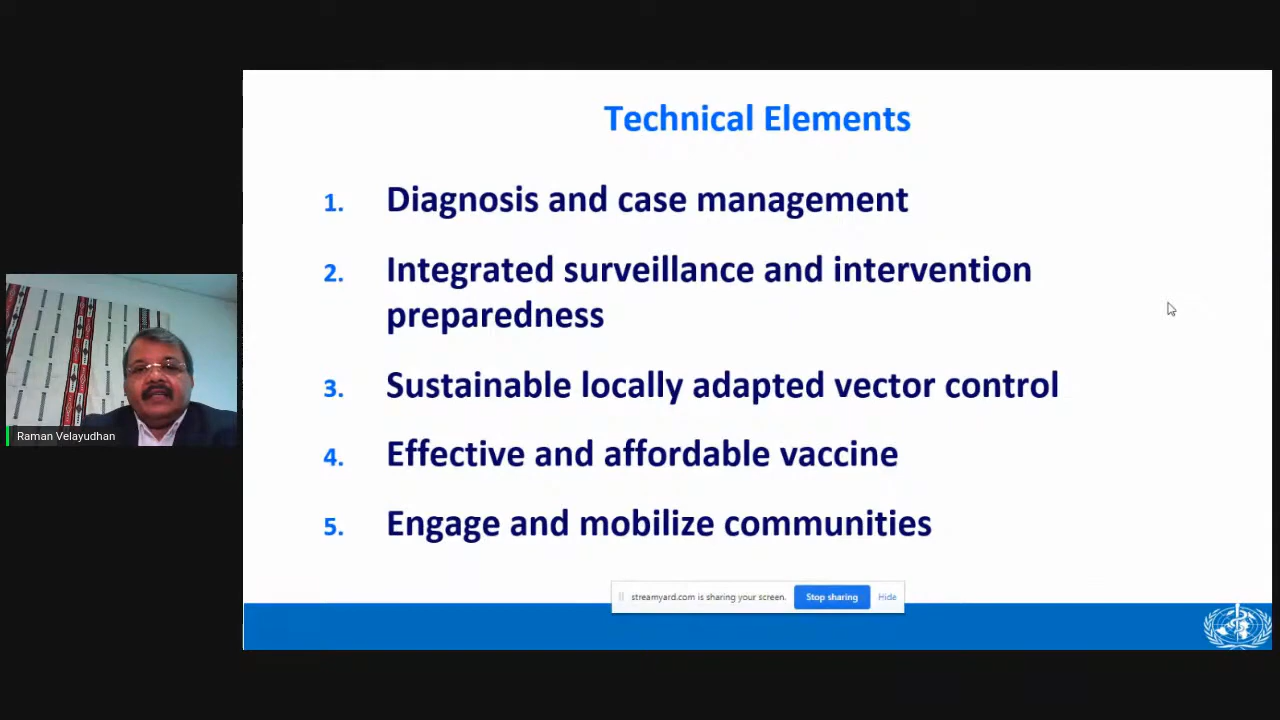 Technical Elements
1. Diagnosis and case management
2. Integrated surveillance and intervention
preparedness
3. Sustainable locally adapted vector control
4. Effective and affordable vaccine
5. Engage and mobilize communities
Raman Velayudhan
streamyard.com is sharing your screen. Stop sharing Hide